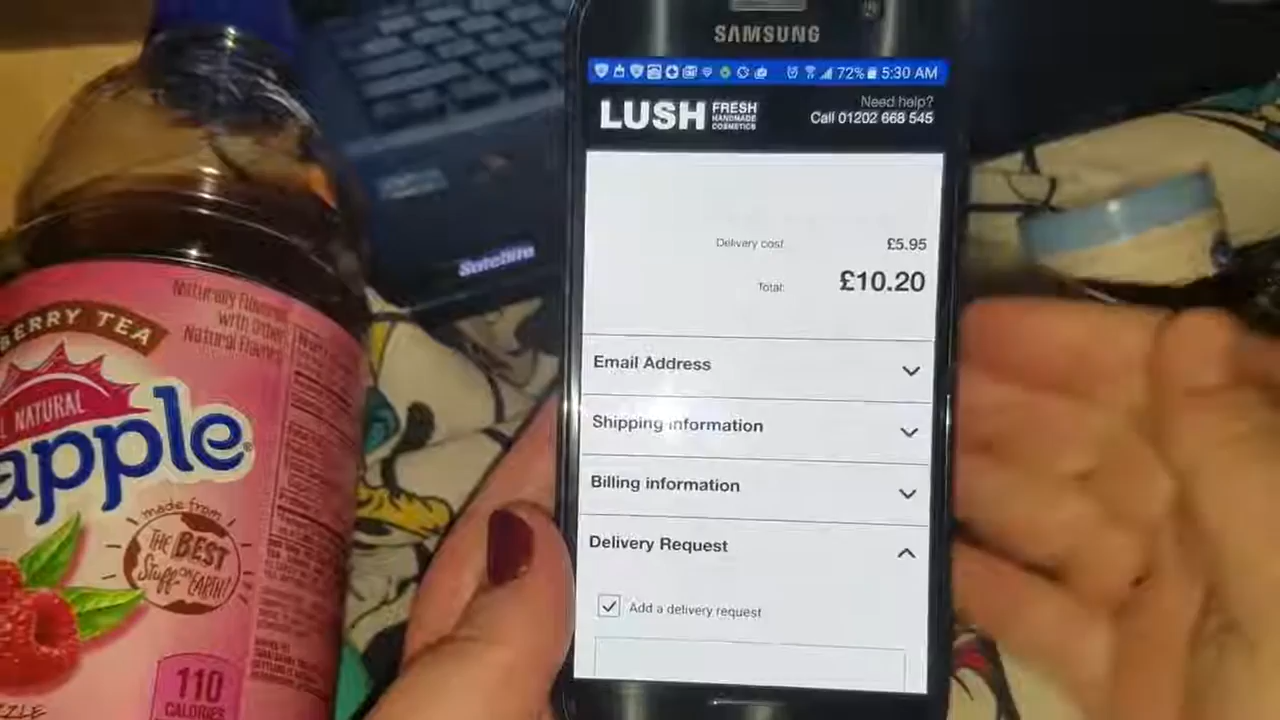 BERRY TEA
Naturally Flavored
with Other
Natural Flavors
NATURAL
apple
made from
THE BEST
Stuff ON EARTH!
110
CALORIES
Satellite
SAMSUNG
72% 5:30 AM
LUSH FRESH
HANDMADE
COSMETICS
Need help?
Call 01202 668 545
Delivery cost £5.95
Total: £10.20
Email Address
Shipping information
Billing information
Delivery Request
Add a delivery request